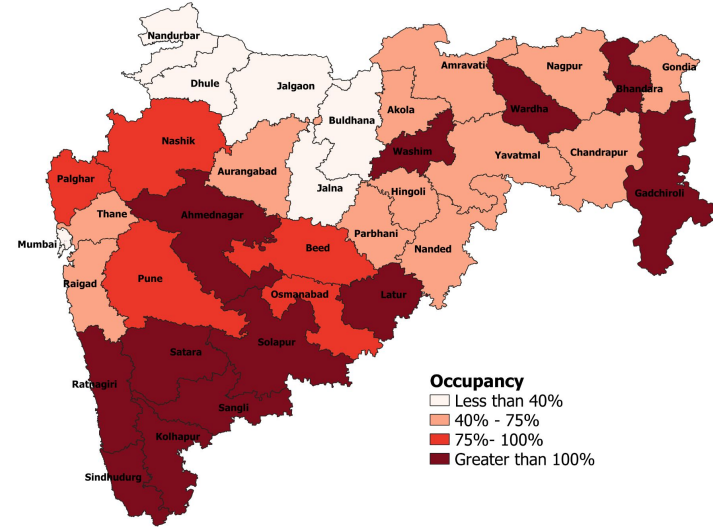 Nandurbar
Dhule
Jalgaon
Buldhana
Akola
Amravati
Nagpur
Gondia
Bhandara
Wardha
Nashik
Aurangabad
Jalna
Washim
Yavatmal
Chandrapur
Gadchiroli
Palghar
Thane
Ahmednagar
Hingoli
Parbhani
Nanded
Mumbai
Raigad
Pune
Beed
Osmanabad
Latur
Satara
Solapur
Ratnagiri
Sangli
Kolhapur
Sindhudurg
Occupancy
Less than 40%
40% - 75%
75%- 100%
Greater than 100%